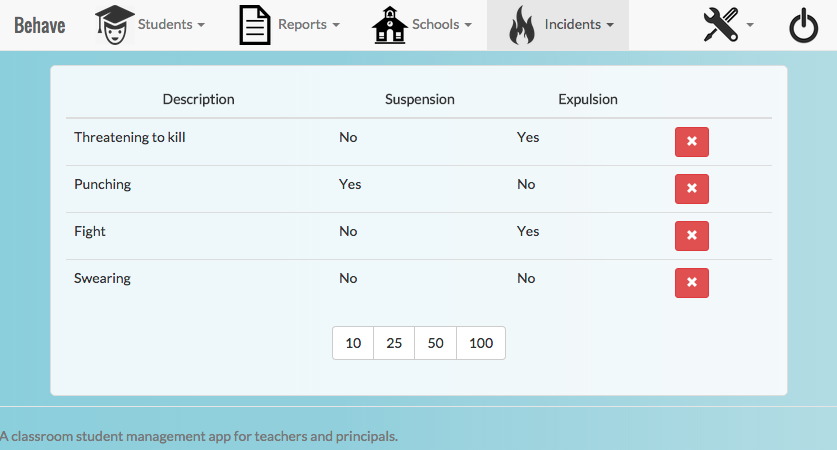 Behave Students Reports Schools Incidents
Description Suspension Expulsion
Threatening to kill No Yes
Punching Yes No
Fight No Yes
Swearing No No
10 25 50 100
A classroom student management app for teachers and principals.